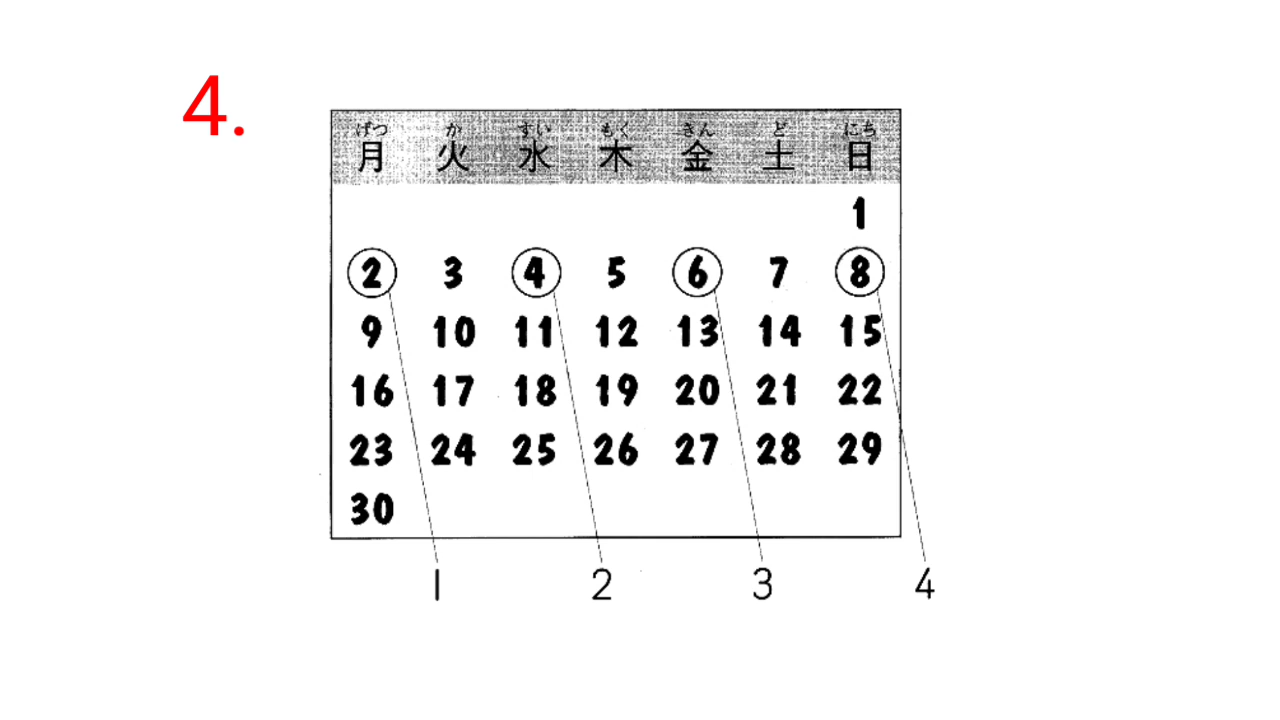 4.
げつ か すい もく きん ど にち
月 火 水 木 金 土 日
1
2 3 4 5 6 7 8
9 10 11 12 13 14 15
16 17 18 19 20 21 22
23 24 25 26 27 28 29
30
1 2 3 4